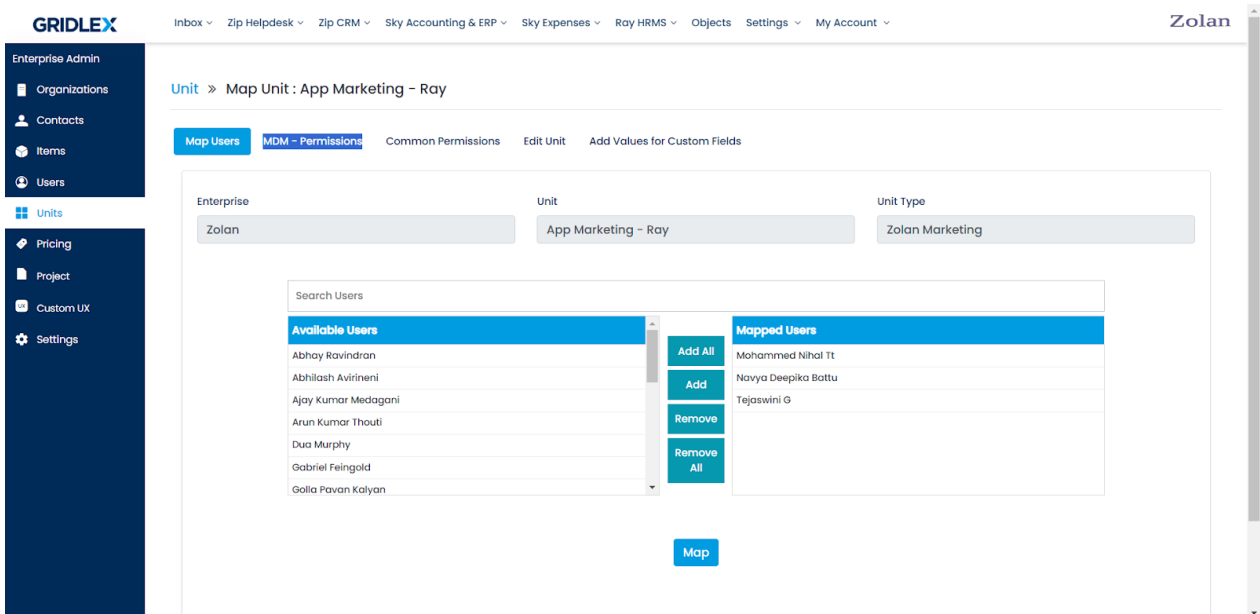 GRIDLEX
Inbox Zip Helpdesk Zip CRM Sky Accounting & ERP Sky Expenses Ray HRMS Objects Settings My Account
Zolan
Enterprise Admin
Organizations
Contacts
Items
Users
Units
Pricing
Project
UX Custom UX
Settings
Unit » Map Unit : App Marketing - Ray
Map Users MDM - Permissions Common Permissions Edit Unit Add Values for Custom Fields
Enterprise Unit Unit Type
Zolan App Marketing - Ray Zolan Marketing
Search Users
Available Users
Abhay Ravindran
Abhilash Avirineni
Ajay Kumar Medagani
Arun Kumar Thouti
Dua Murphy
Gabriel Feingold
Golla Pavan Kalyan
Add All
Add
Remove
Remove
All
Mapped Users
Mohammed Nihal Tt
Navya Deepika Battu
Tejaswini G
Map